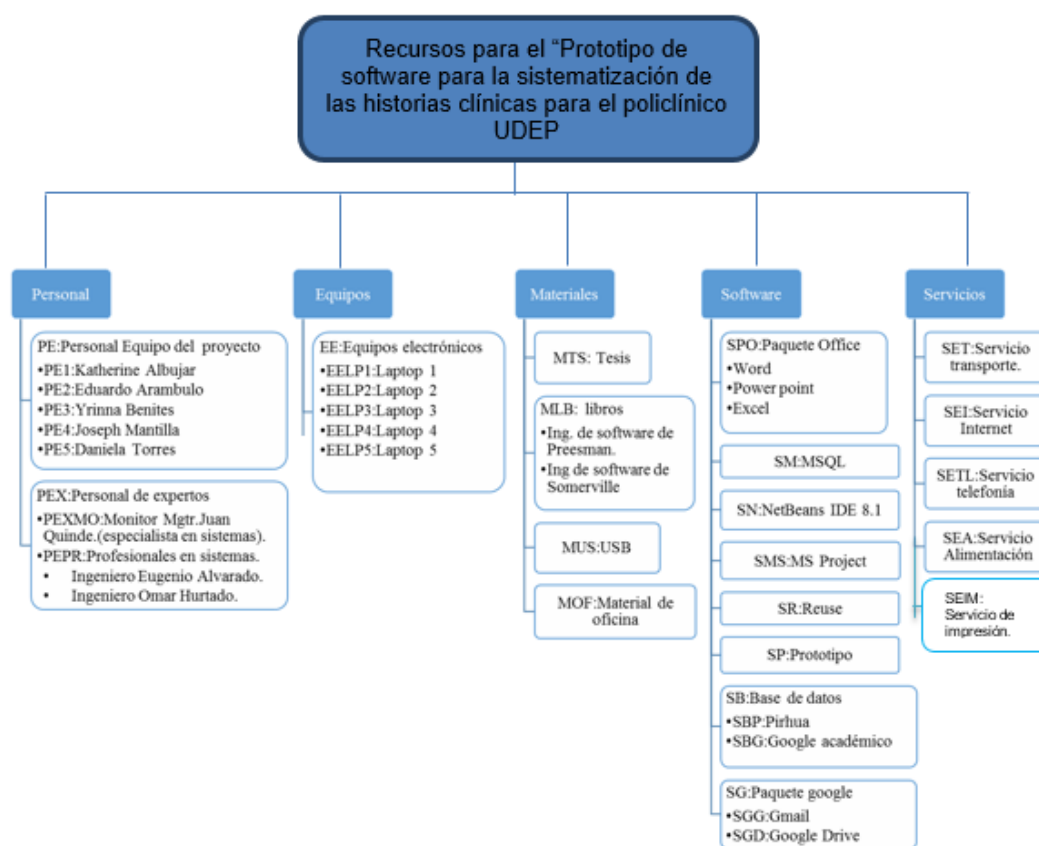 Recursos para el “Prototipo de
software para la sistematización de
las historias clínicas para el policlínico
UDEP
Personal
PE:Personal Equipo del proyecto
•PE1:Katherine Albujar
•PE2:Eduardo Arambulo
•PE3:Yrinna Benites
•PE4:Joseph Mantilla
•PE5:Daniela Torres
PEX:Personal de expertos
•PEXMO:Monitor Mgtr.Juan
Quinde.(especialista en sistemas).
•PEPR:Profesionales en sistemas.
• Ingeniero Eugenio Alvarado.
• Ingeniero Omar Hurtado.
Equipos
EE:Equipos electrónicos
•EELP1:Laptop 1
•EELP2:Laptop 2
•EELP3:Laptop 3
•EELP4:Laptop 4
•EELP5:Laptop 5
Materiales
MTS: Tesis
MLB: libros
•Ing. de software de
Preesman.
•Ing de software de
Somerville
MUS:USB
MOF:Material de
oficina
Software
SPO:Paquete Office
•Word
•Power point
•Excel
SM:MSQL
SN:NetBeans IDE 8.1
SMS:MS Project
SR:Reuse
SP:Prototipo
SB:Base de datos
•SBP:Pirhua
•SBG:Google académico
SG:Paquete google
•SGG:Gmail
•SGD:Google Drive
Servicios
SET:Servicio
transporte.
SEI:Servicio
Internet
SETL:Servicio
telefonía
SEA:Servicio
Alimentación
SEIM:
Servicio de
impresión.